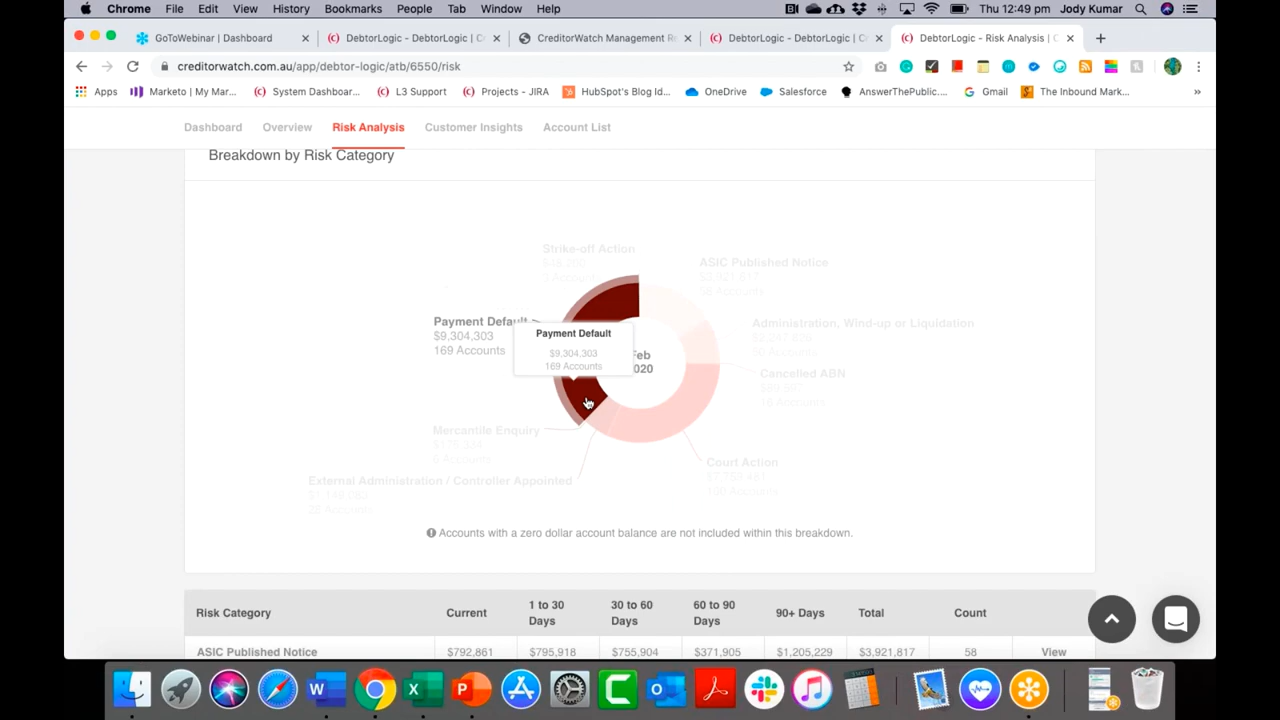 Chrome File Edit View History Bookmarks People Tab Window Help Thu 12:49 pm Jody Kumar
GoToWebinar | Dashboard
DebtorLogic - DebtorLogic | C
CreditorWatch Management Re
DebtorLogic - DebtorLogic | C
DebtorLogic - Risk Analysis | C
creditorwatch.com.au/app/debtor-logic/atb/6550/risk
Apps Marketo | My Mar... System Dashboar... L3 Support Projects - JIRA HubSpot's Blog Id... OneDrive Salesforce AnswerThePublic.... Gmail The Inbound Mark... »
Dashboard Overview Risk Analysis Customer Insights Account List
Breakdown by Risk Category
Strike-off Action
ASIC Published Notice
$3,921,817
58 Accounts
Payment Default
$9,304,303
169 Accounts
Payment Default
$9,304,303
169 Accounts
Administration, Wind-up or Liquidation
Cancelled ABN
Mercantile Enquiry
External Administration / Controller Appointed
Court Action
Accounts with a zero dollar account balance are not included within this breakdown.
Risk Category Current 1 to 30 Days 30 to 60 Days 60 to 90 Days 90+ Days Total Count
ASIC Published Notice $792,861 $795,918 $755,904 $371,905 $1,205,229 $3,921,817 58 View